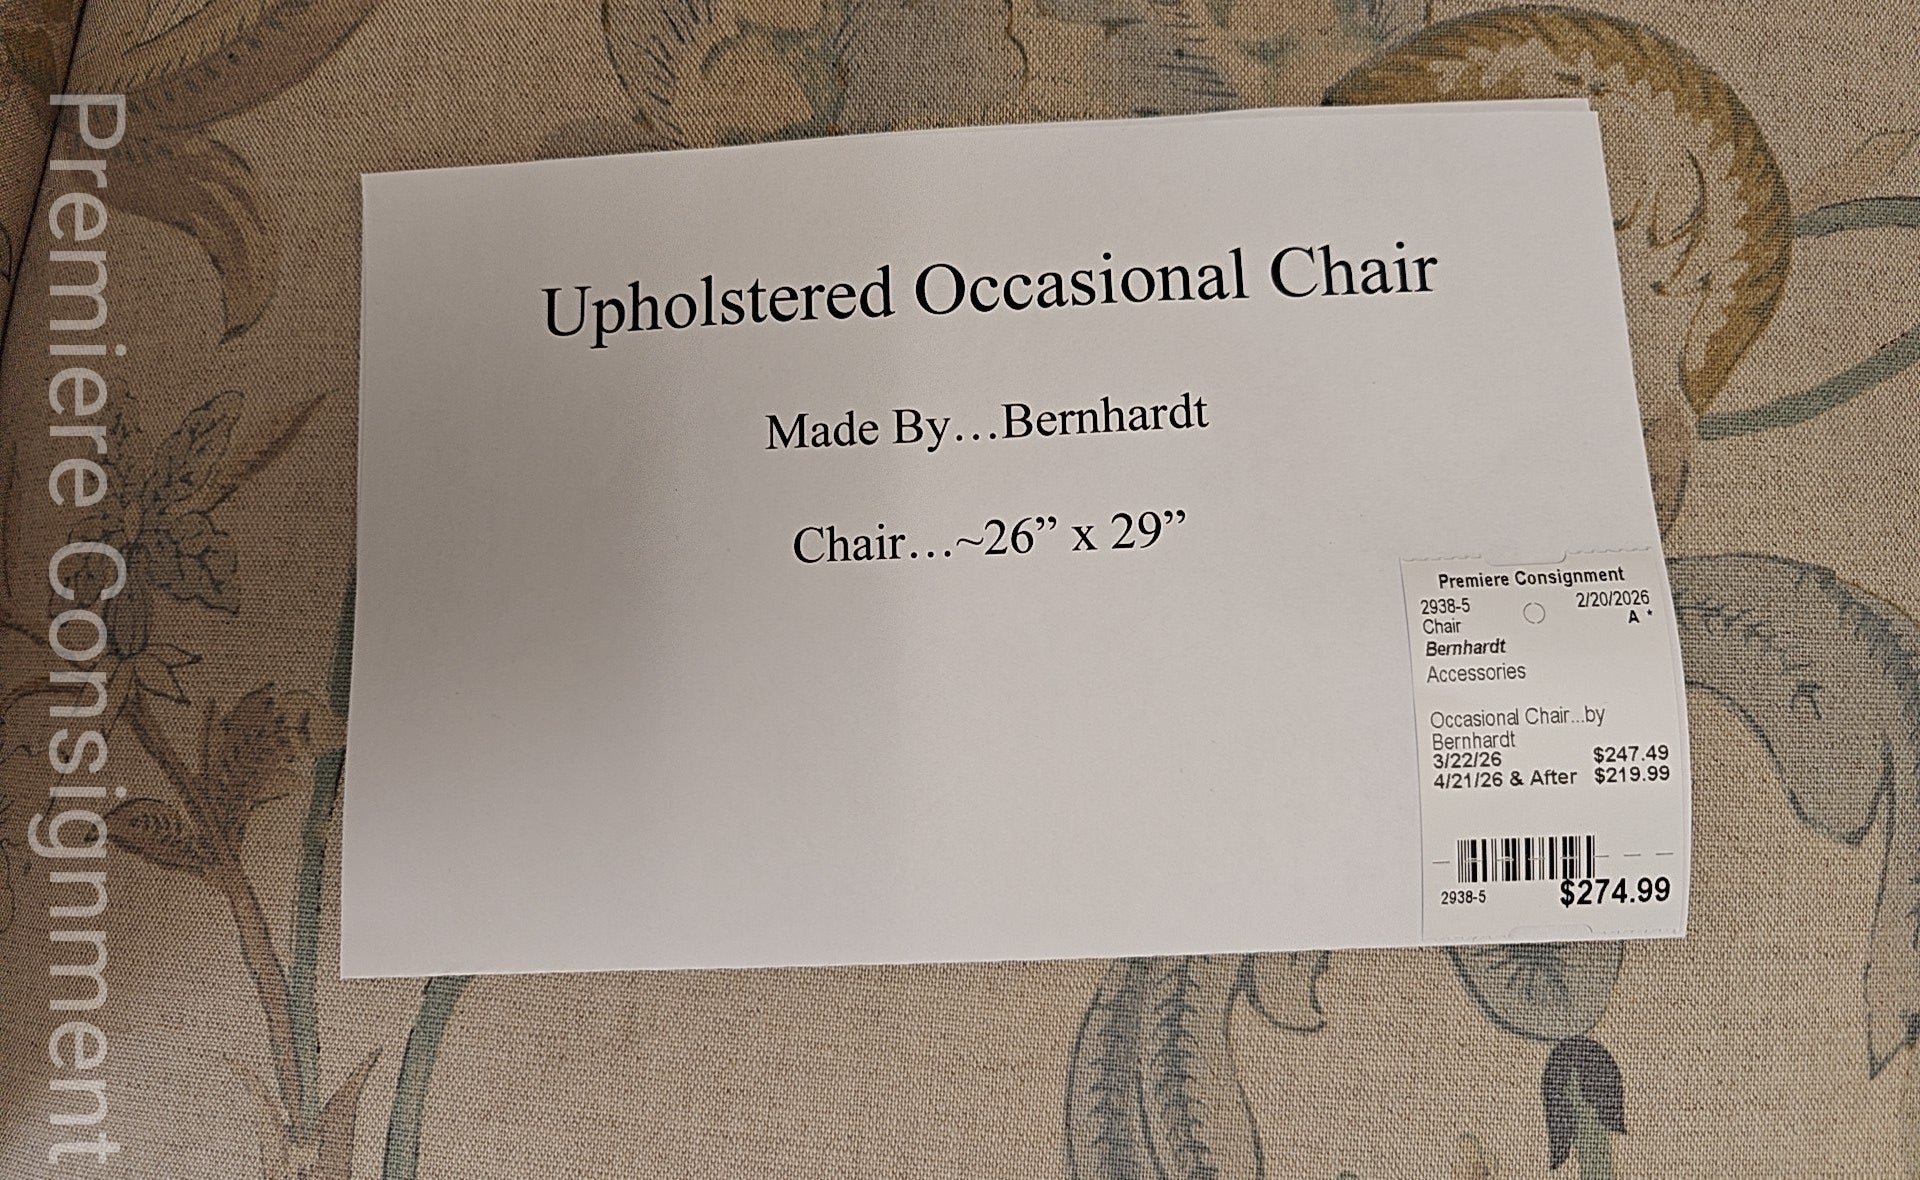 Premiere Consignment
Upholstered Occasional Chair
Made By…Bernhardt
Chair…~26” x 29”
Premiere Consignment
2938-5 2/20/2026
Chair A *
Bernhardt
Accessories
Occasional Chair...by
Bernhardt
3/22/26 $247.49
4/21/26 & After $219.99
2938-5 $274.99